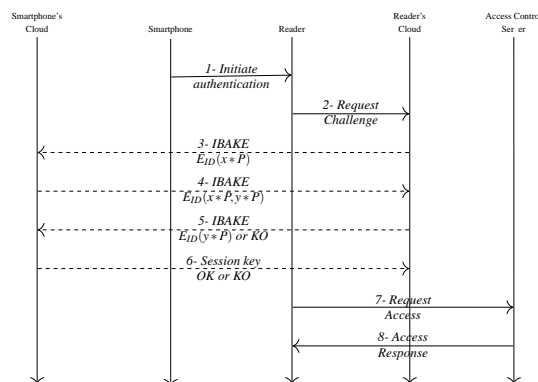 Smartphone's
Cloud
Smartphone
Reader
Reader's
Cloud
Access Control
Ser er
1- Initiate
authentication
2- Request
Challenge
3- IBAKE
E_ID(x∗P)
4- IBAKE
E_ID(x∗P,y∗P)
5- IBAKE
E_ID(y∗P) or KO
6- Session key
OK or KO
7- Request
Access
8- Access
Response